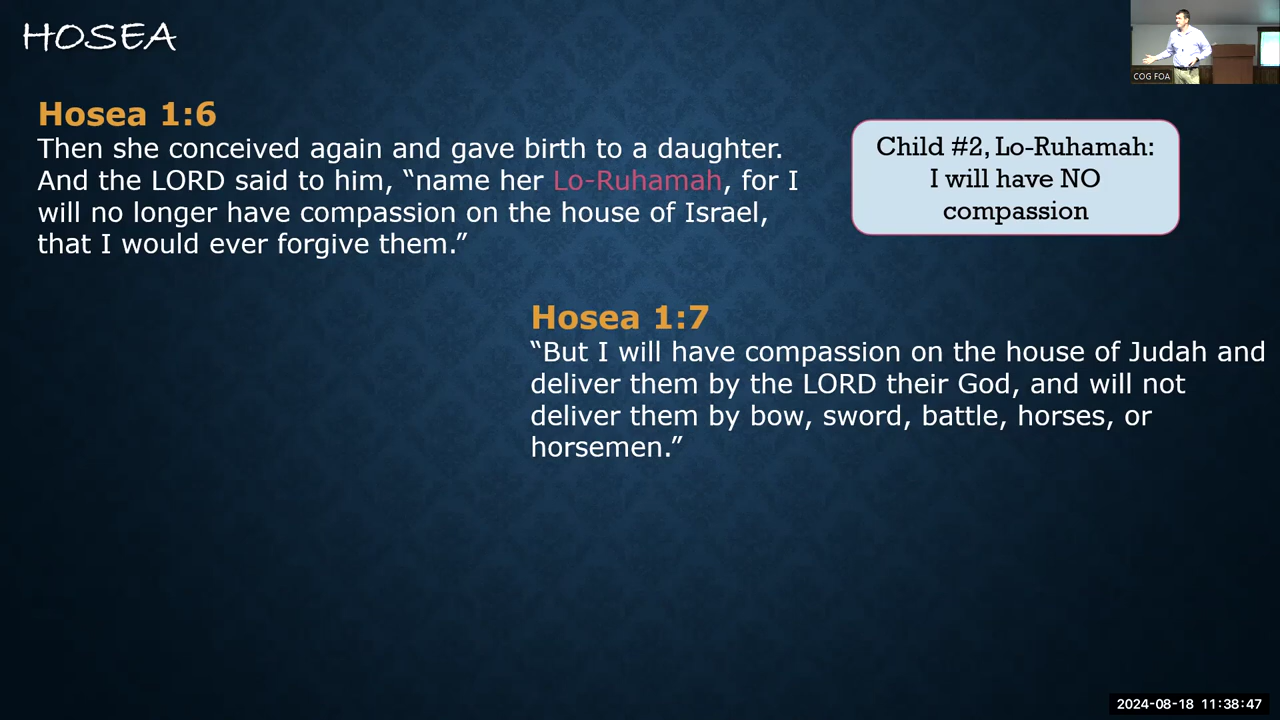 HOSEA
COG FOA
Hosea 1:6
Then she conceived again and gave birth to a daughter.
And the LORD said to him, “name her Lo-Ruhamah, for I
will no longer have compassion on the house of Israel,
that I would ever forgive them.”
Child #2, Lo-Ruhamah:
I will have NO
compassion
Hosea 1:7
“But I will have compassion on the house of Judah and
deliver them by the LORD their God, and will not
deliver them by bow, sword, battle, horses, or
horsemen.”
2024-08-18 11:38:47